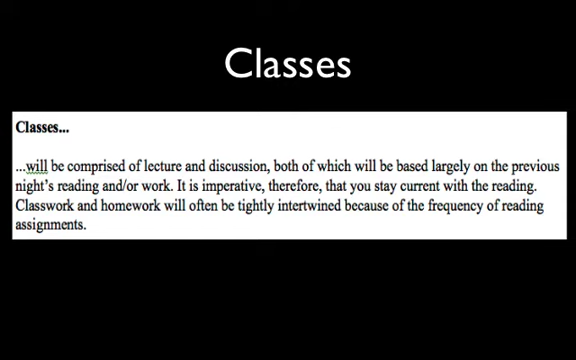 Classes
Classes...
...will be comprised of lecture and discussion, both of which will be based largely on the previous
night's reading and/or work. It is imperative, therefore, that you stay current with the reading.
Classwork and homework will often be tightly intertwined because of the frequency of reading
assignments.